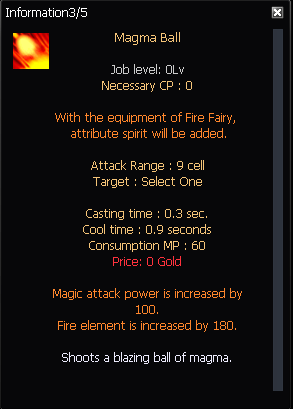 Information3/5
Magma Ball
Job level: 0Lv
Necessary CP : 0
With the equipment of Fire Fairy,
attribute spirit will be added.
Attack Range : 9 cell
Target : Select One
Casting time : 0.3 sec.
Cool time : 0.9 seconds
Consumption MP : 60
Price: 0 Gold
Magic attack power is increased by
100.
Fire element is increased by 180.
Shoots a blazing ball of magma.